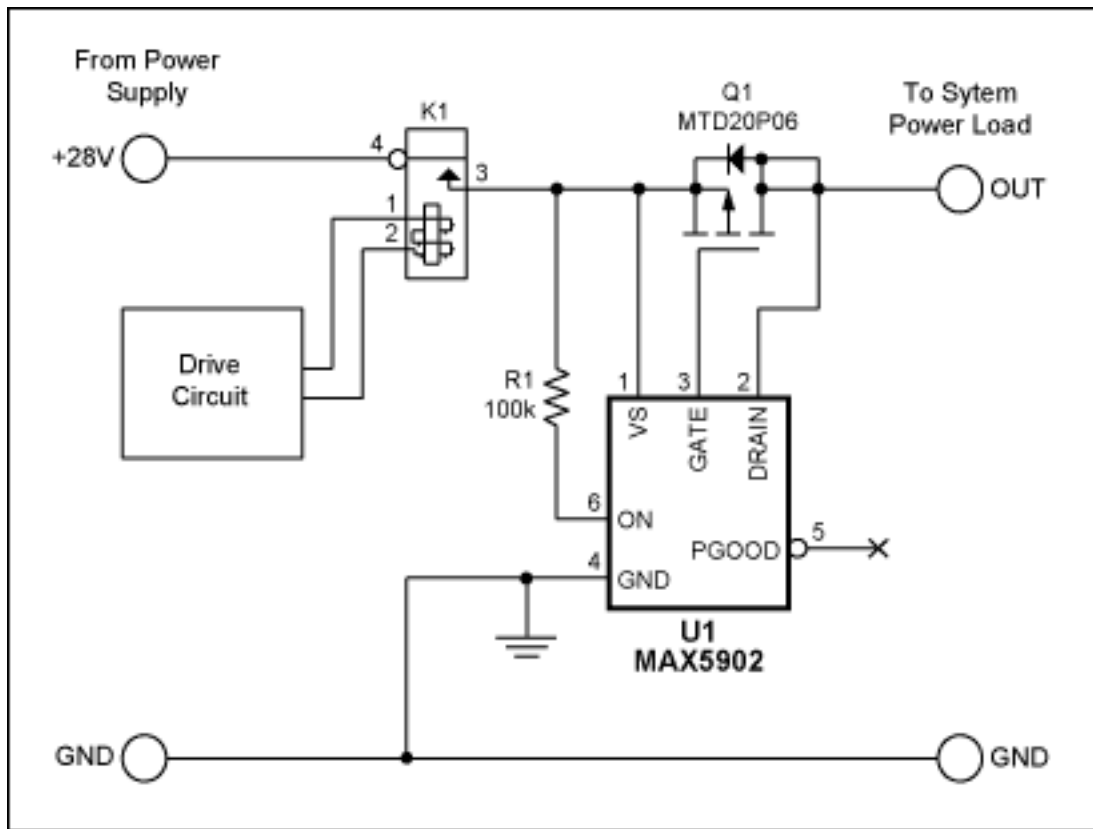 From Power
Supply
+28V
K1
4
3
1
2
Q1
MTD20P06
To Sytem
Power Load
OUT
Drive
Circuit
R1
100k
1
3
2
VS
GATE
DRAIN
6
ON
PGOOD
5
4
GND
U1
MAX5902
GND
GND